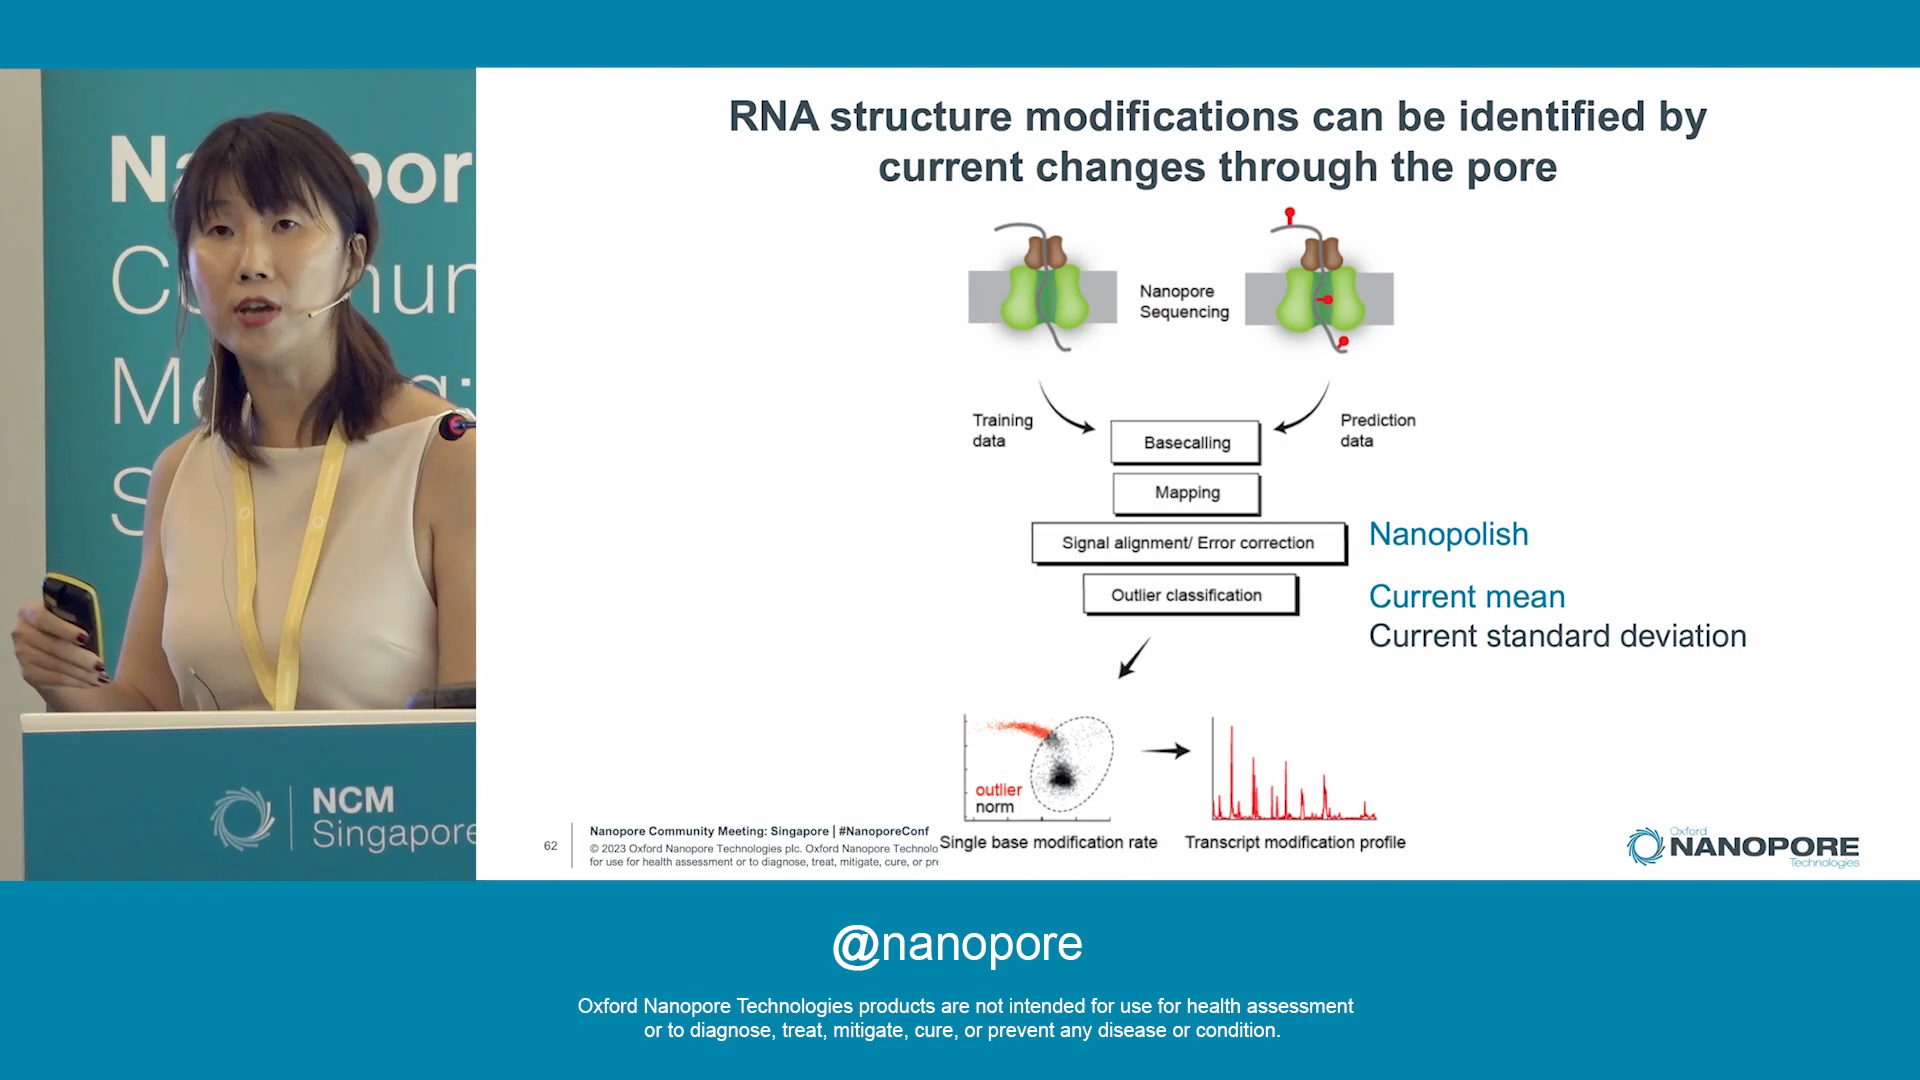 RNA structure modifications can be identified by
current changes through the pore
Nanopore
Sequencing
Training
data
Prediction
data
Basecalling
Mapping
Signal alignment/ Error correction
Nanopolish
Outlier classification
Current mean
Current standard deviation
outlier
norm
Single base modification rate
Transcript modification profile
62
Nanopore Community Meeting: Singapore | #NanoporeConf
© 2023 Oxford Nanopore Technologies plc. Oxford Nanopore Technolo
for use for health assessment or to diagnose, treat, mitigate, cure, or pre
Oxford
NANOPORE
Technologies
NCM
Singapore
@nanopore
Oxford Nanopore Technologies products are not intended for use for health assessment
or to diagnose, treat, mitigate, cure, or prevent any disease or condition.